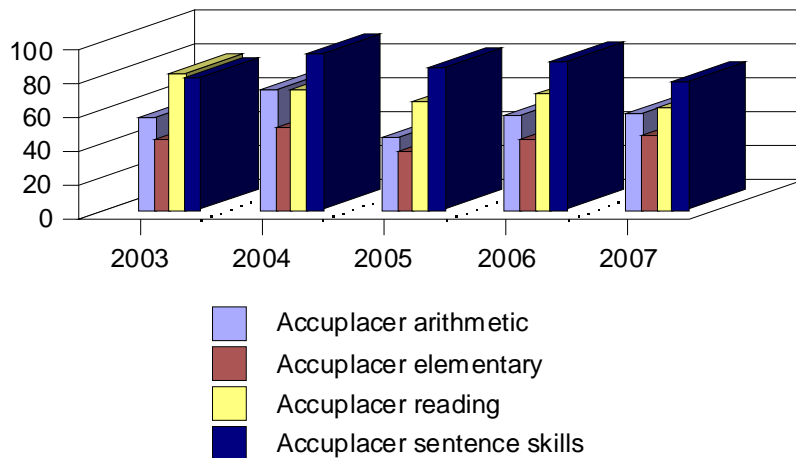 100
80
60
40
20
0
2003 2004 2005 2006 2007
Accuplacer arithmetic
Accuplacer elementary
Accuplacer reading
Accuplacer sentence skills